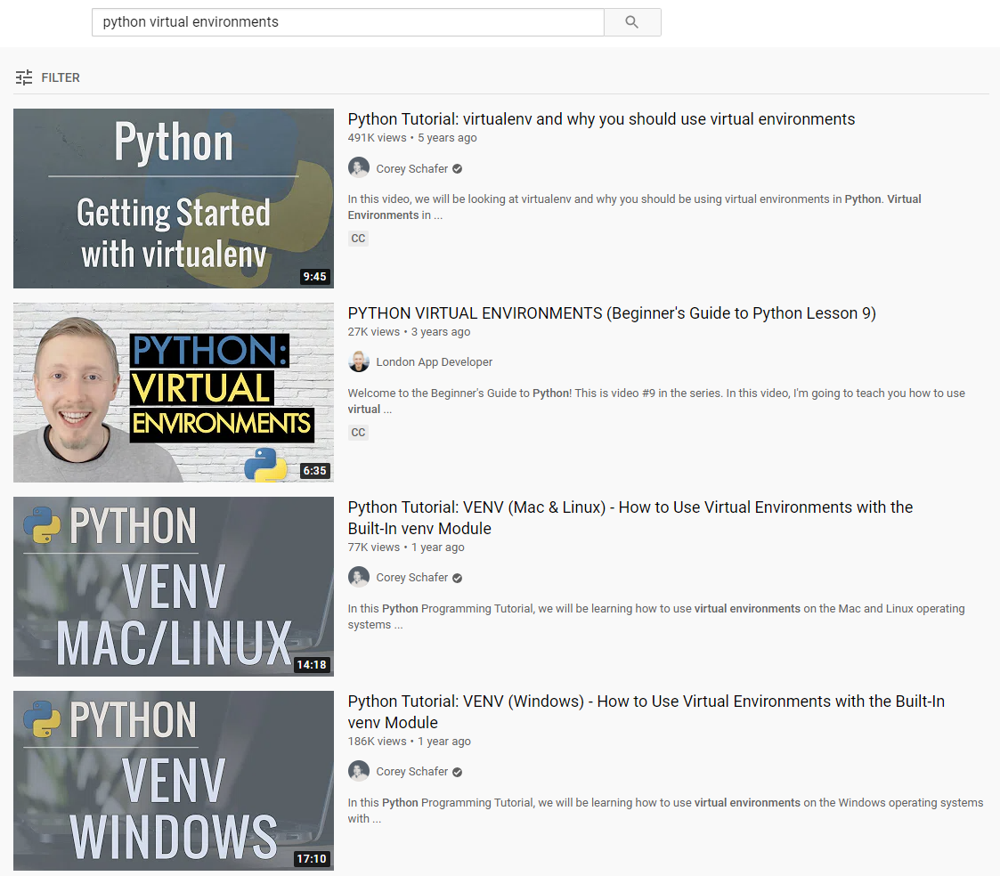 python virtual environments
FILTER
Python
Getting Started
with virtualenv
9:45
Python Tutorial: virtualenv and why you should use virtual environments
491K views • 5 years ago
Corey Schafer
In this video, we will be looking at virtualenv and why you should be using virtual environments in Python. Virtual
Environments in ...
CC
PYTHON:
VIRTUAL
ENVIRONMENTS
6:35
PYTHON VIRTUAL ENVIRONMENTS (Beginner's Guide to Python Lesson 9)
27K views • 3 years ago
London App Developer
Welcome to the Beginner's Guide to Python! This is video #9 in the series. In this video, I'm going to teach you how to use
virtual ...
CC
PYTHON
VENV
MAC/LINUX
14:18
Python Tutorial: VENV (Mac & Linux) - How to Use Virtual Environments with the
Built-In venv Module
77K views • 1 year ago
Corey Schafer
In this Python Programming Tutorial, we will be learning how to use virtual environments on the Mac and Linux operating
systems ...
PYTHON
VENV
WINDOWS
17:10
Python Tutorial: VENV (Windows) - How to Use Virtual Environments with the Built-In
venv Module
186K views • 1 year ago
Corey Schafer
In this Python Programming Tutorial, we will be learning how to use virtual environments on the Windows operating systems
with ...